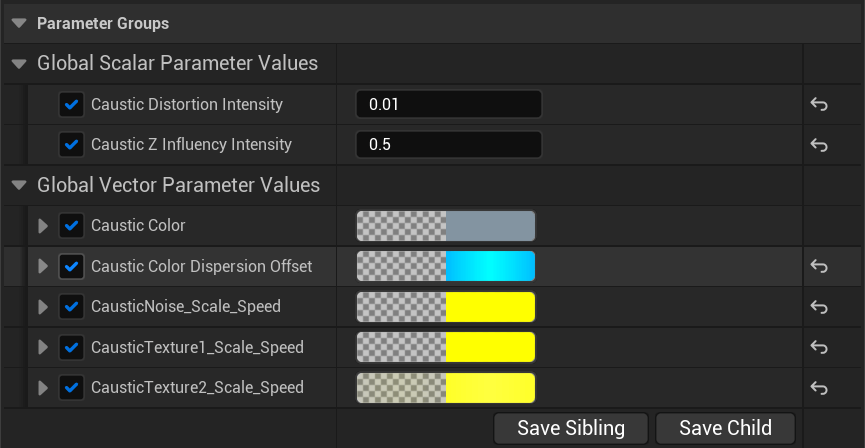 Parameter Groups
Global Scalar Parameter Values
Caustic Distortion Intensity 0.01
Caustic Z Influency Intensity 0.5
Global Vector Parameter Values
Caustic Color
Caustic Color Dispersion Offset
CausticNoise_Scale_Speed
CausticTexture1_Scale_Speed
CausticTexture2_Scale_Speed
Save Sibling Save Child